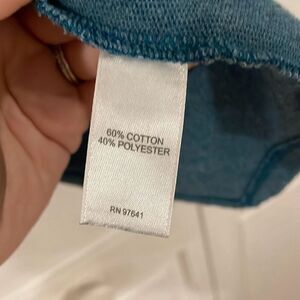 60% COTTON
40% POLYESTER
RN 97641